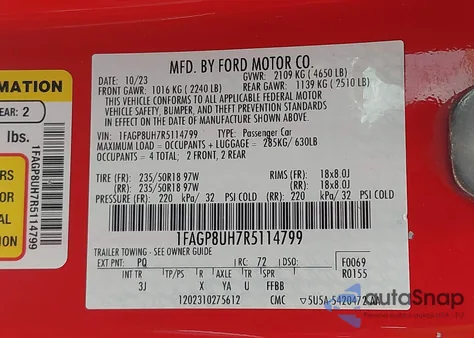 MFD. BY FORD MOTOR CO.
10/23
GVWR: 2109 KG ( 4650 LB)
FRONT GAWR: 1016 KG ( 2240 LB)
REAR GAWR: 1139 KG ( 2510 LB)
THIS VEHICLE CONFORMS TO ALL APPLICABLE FEDERAL MOTOR
VEHICLE SAFETY, BUMPER, AND THEFT PREVENTION STANDARDS
IN EFFECT ON THE DATE OF MANUFACTURE SHOWN ABOVE.
VIN: 1FAGP8UH7R5114799
TYPE: Passenger Car
MAXIMUM LOAD = OCCUPANTS + LUGGAGE = 285KG/ 630LB
OCCUPANTS = 4 TOTAL; 2 FRONT, 2 REAR
TIRE (FR): 235/50R18 97W
RIMS (FR): 18x8.0J
TIRE (RR): 235/50R18 97W
RIMS (RR): 18x8.0J
PRESSURE (FR): 220 kPa/ 32 PSI COLD (RR): 220 kPa/ 32 PSI COLD
1FAGP8UH7R5114799
TRAILER TOWING - SEE OWNER GUIDE
EXT PNT: PQ RC: 72 DSO: F0069
R0155
INT TR TP/PS R AXLE TR SPR
3J X YA U FFBB
1202310275612 CMC 5U5A-5420472
MATION
EAR: 2
lbs.
1FAGP8UH7R5114799
RS
ORS
R
autoSnap